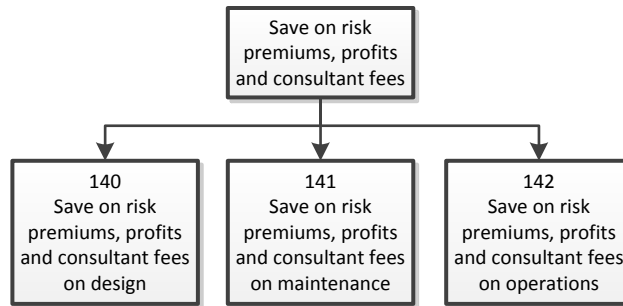 Save on risk
premiums, profits
and consultant fees
140
Save on risk
premiums, profits
and consultant fees
on design
141
Save on risk
premiums, profits
and consultant fees
on maintenance
142
Save on risk
premiums, profits
and consultant fees
on operations